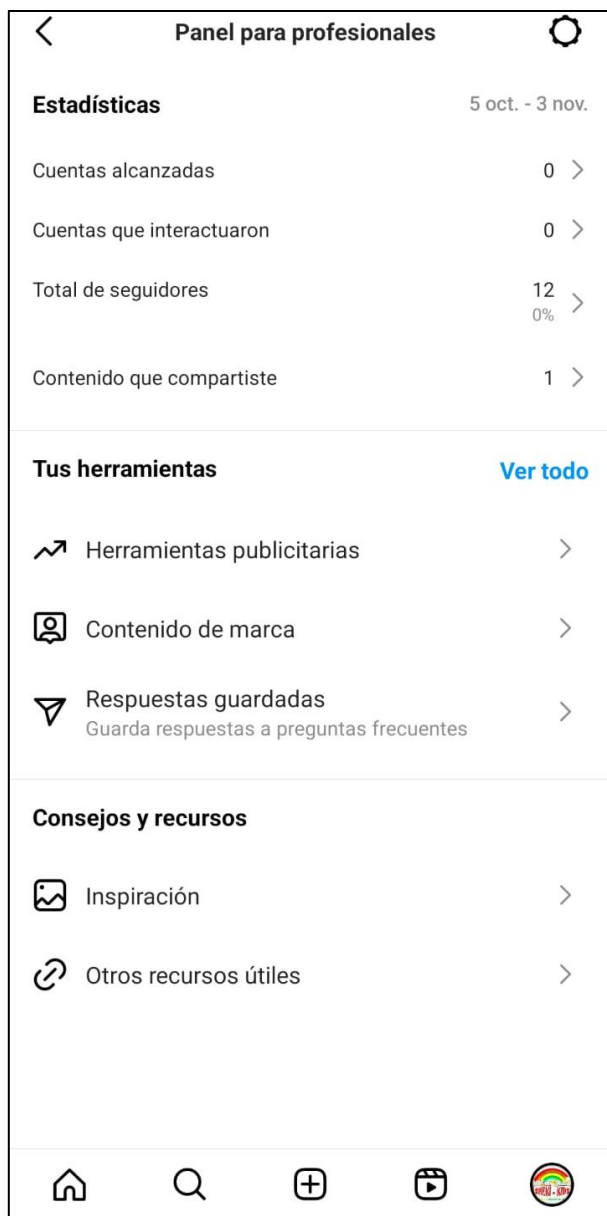 Panel para profesionales
Estadísticas 5 oct. - 3 nov.
Cuentas alcanzadas 0
Cuentas que interactuaron 0
Total de seguidores 12
0%
Contenido que compartiste 1
Tus herramientas Ver todo
Herramientas publicitarias
Contenido de marca
Respuestas guardadas
Guarda respuestas a preguntas frecuentes
Consejos y recursos
Inspiración
Otros recursos útiles